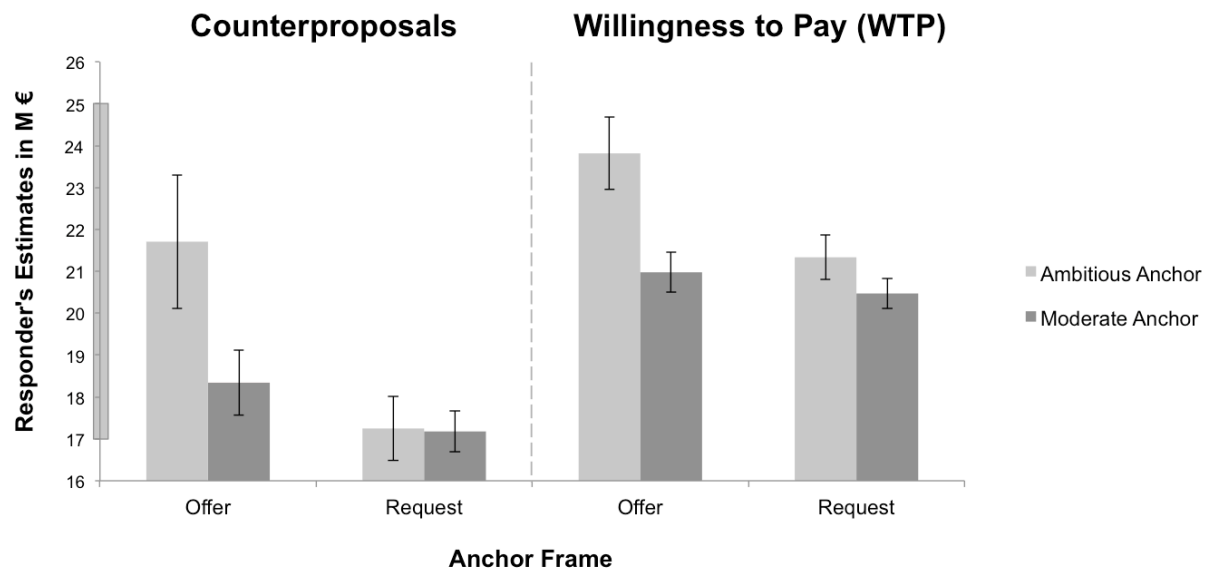 Counterproposals
Willingness to Pay (WTP)
Responder's Estimates in M €
26
25
24
23
22
21
20
19
18
17
16
Offer
Request
Offer
Request
Anchor Frame
Ambitious Anchor
Moderate Anchor